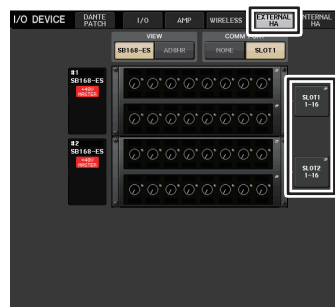 I/O DEVICE DANTE PATCH I/O AMP WIRELESS EXTERNAL HA INTERNAL HA
VIEW COMM PORT
SB168-ES AD8HR NONE SLOT1
#1
SB168-ES
+48V
MASTER
SLOT1
1-16
#2
SB168-ES
+48V
MASTER
SLOT2
1-16